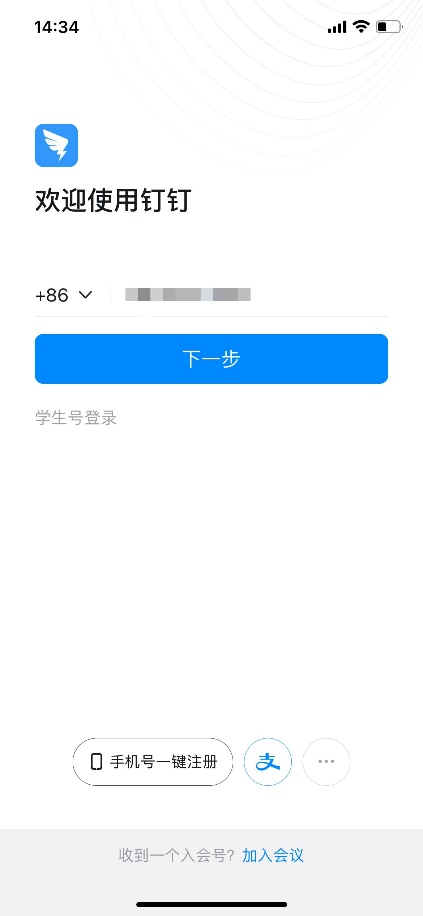 14:34
欢迎使用钉钉
+86
下一步
学生号登录
手机号一键注册
支
收到一个入会号? 加入会议